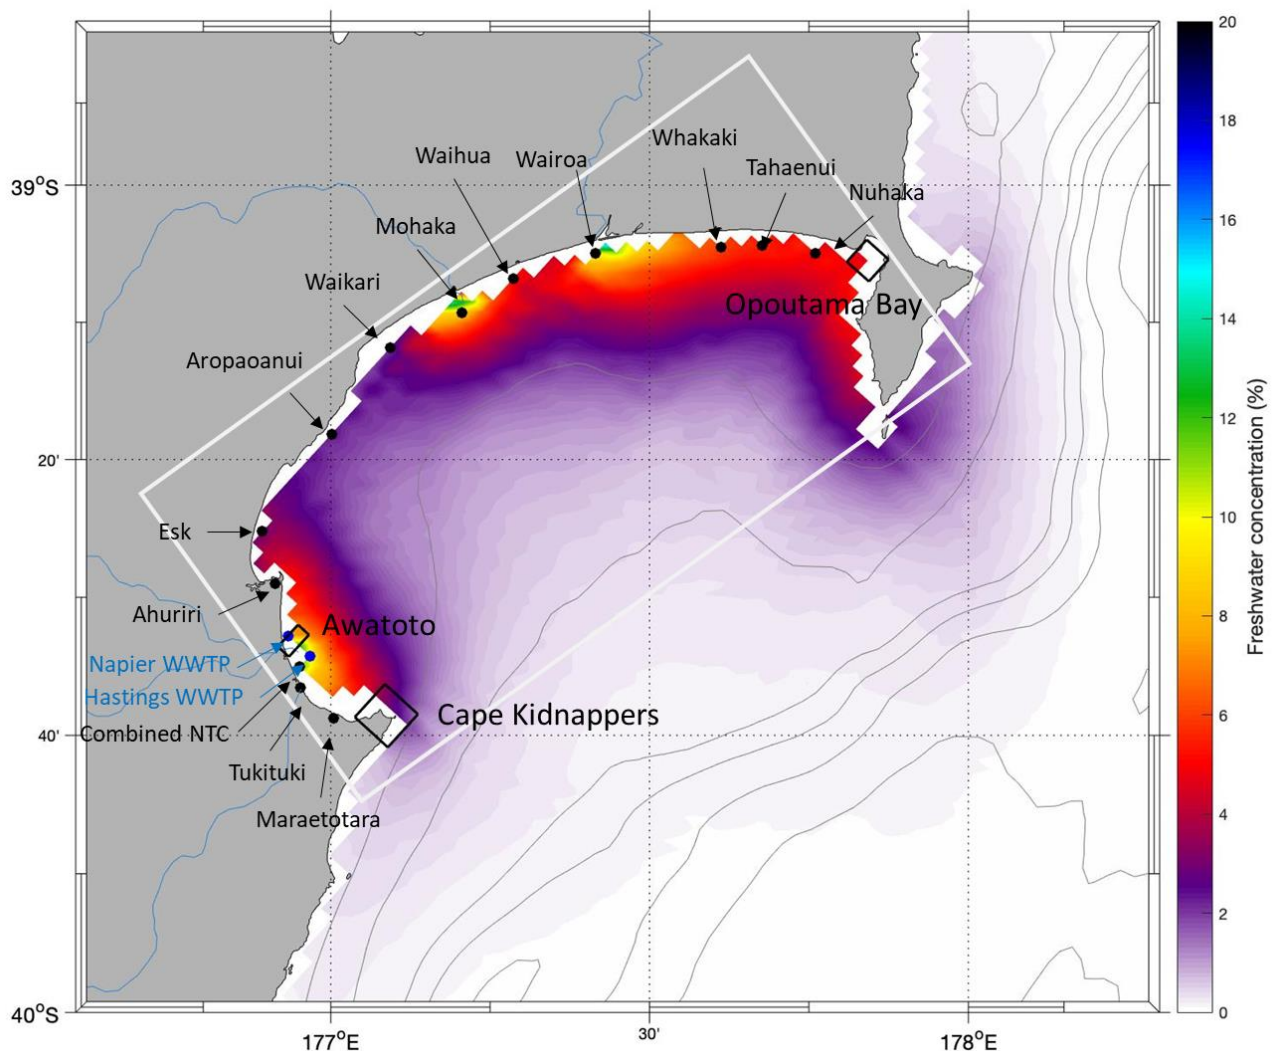 Whakaki
Waihua
Wairoa
Tahaenui
39°S
Nuhaka
Mohaka
Waikari
Opoutama Bay
Aropaoanui
20'
Esk
Ahuriri
Awatoto
Napier WWTP
Hastings WWTP
Cape Kidnappers
Combined NTC
40'
Tukituki
Maraetotara
40°S
177°E
30'
178°E
20
18
16
14
12
10
8
6
4
2
0
Freshwater concentration (%)